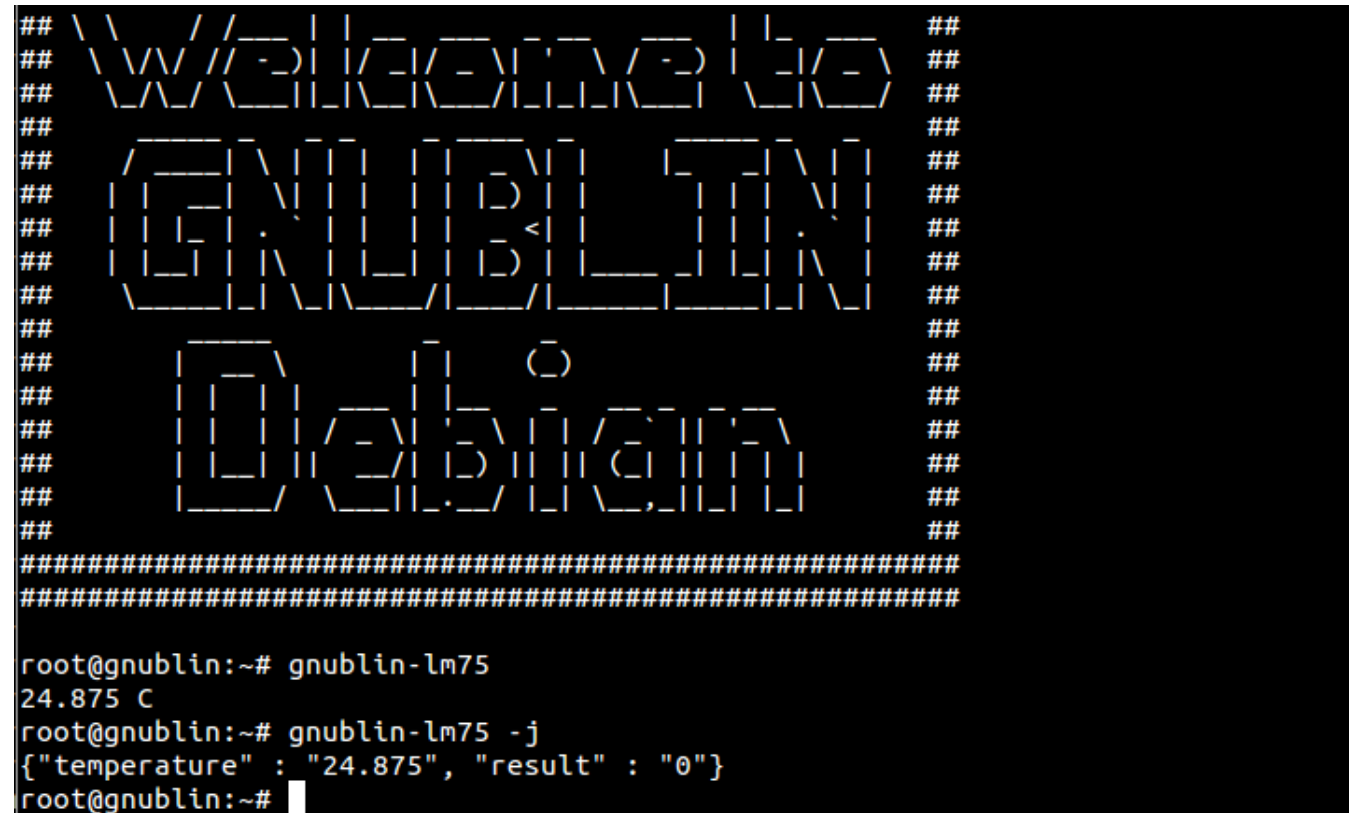 Welcome to
GNUBLIN
Debian
##########################################################
##########################################################
root@gnublin:~# gnublin-lm75
24.875 C
root@gnublin:~# gnublin-lm75 -j
{"temperature" : "24.875", "result" : "0"}
root@gnublin:~#